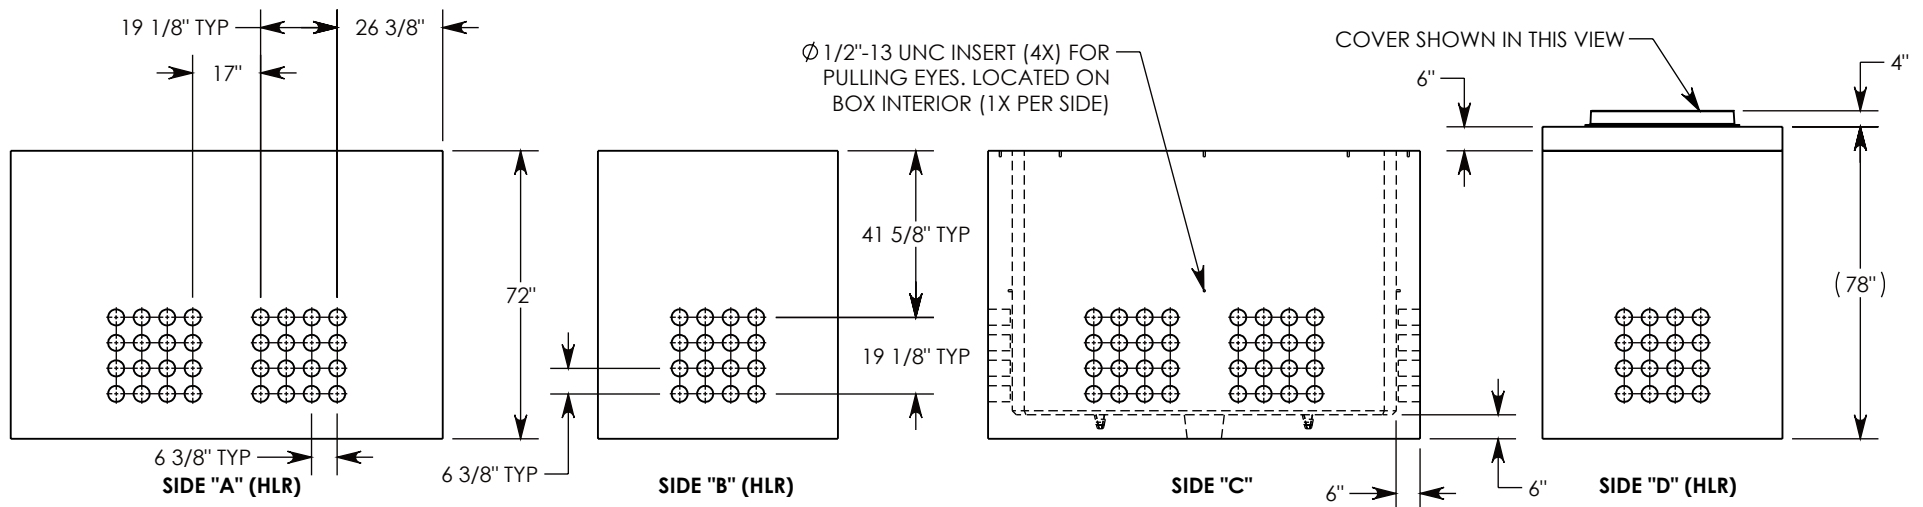 19 1/8" TYP
26 3/8"
17"
72"
6 3/8" TYP
SIDE "A" (HLR)
6 3/8" TYP
SIDE "B" (HLR)
Ø 1/2"-13 UNC INSERT (4X) FOR
PULLING EYES. LOCATED ON
BOX INTERIOR (1X PER SIDE)
41 5/8" TYP
19 1/8" TYP
SIDE "C"
6"
6"
COVER SHOWN IN THIS VIEW
6"
4"
(78")
SIDE "D" (HLR)